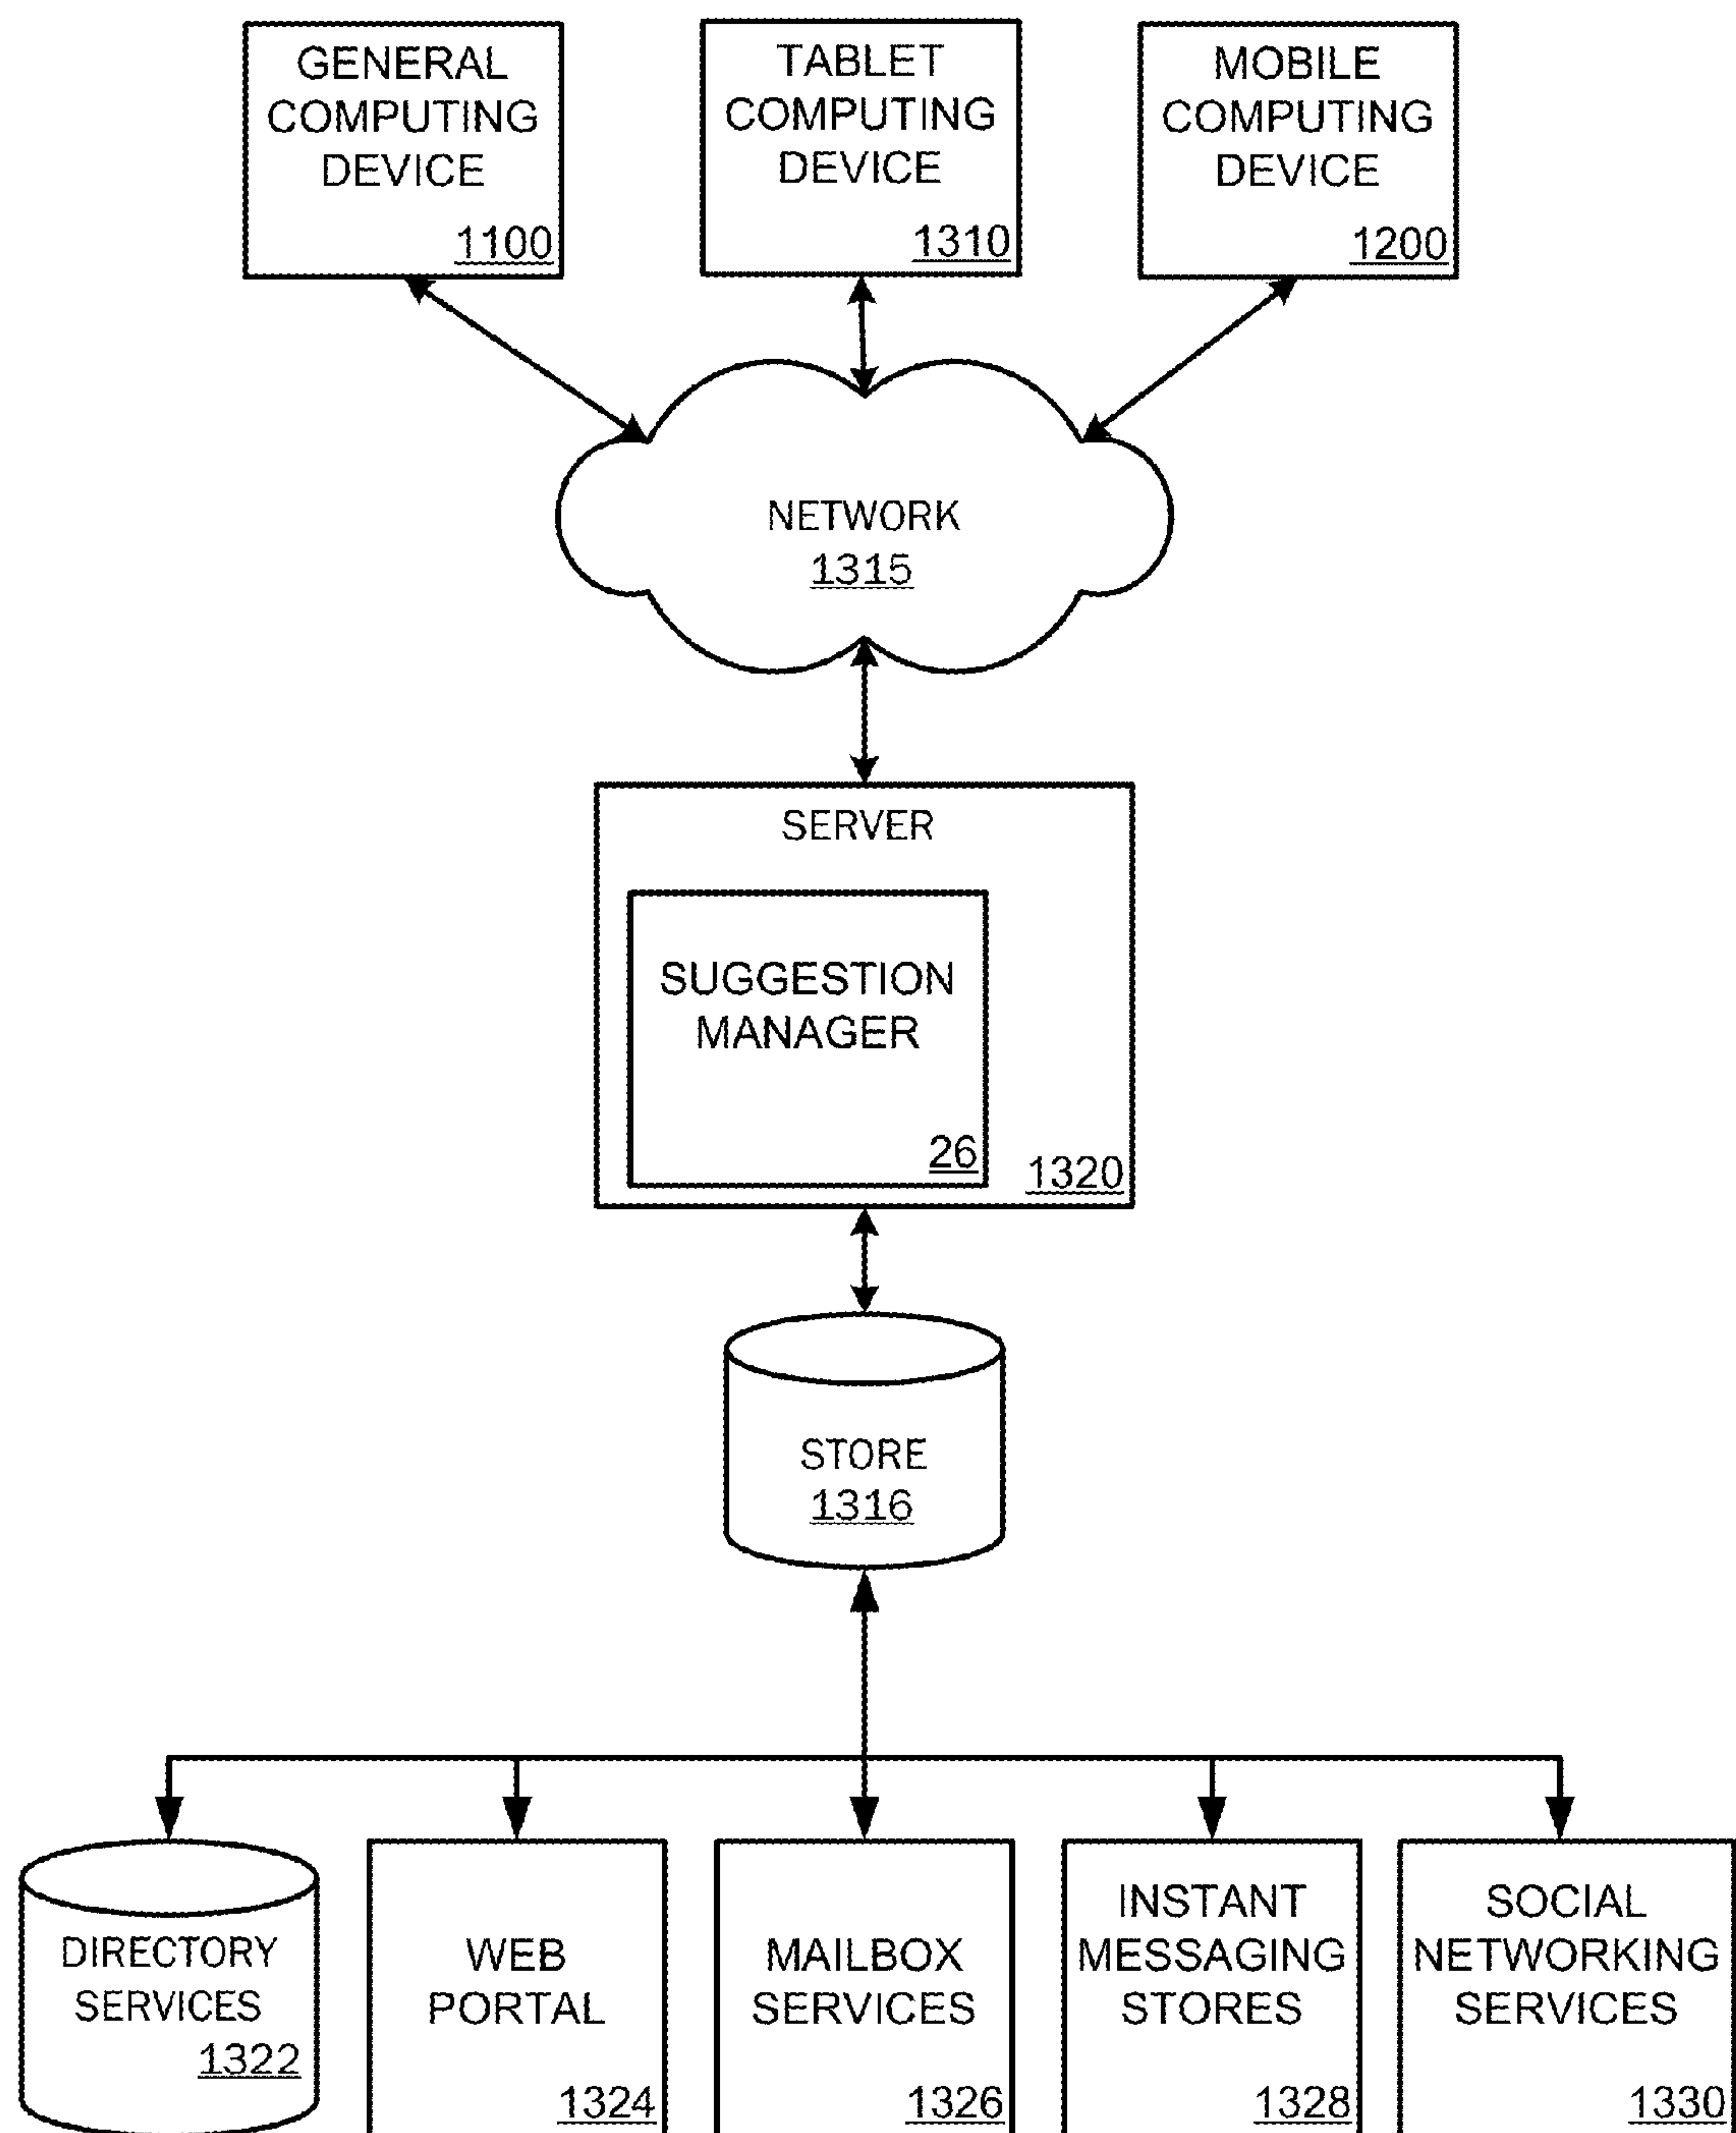 GENERAL
COMPUTING
DEVICE
1100
TABLET
COMPUTING
DEVICE
1310
MOBILE
COMPUTING
DEVICE
1200
NETWORK
1315
SERVER
SUGGESTION
MANAGER
26
1320
STORE
1316
DIRECTORY
SERVICES
1322
WEB
PORTAL
1324
MAILBOX
SERVICES
1326
INSTANT
MESSAGING
STORES
1328
SOCIAL
NETWORKING
SERVICES
1330